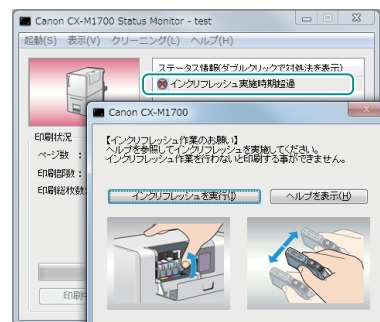 Canon CX-M1700 Status Monitor - test
起動(S) 表示(V) クリーニング(L) ヘルプ(H)
ステータス情報(ダブルクリックで対処法を表示)
インクリフレッシュ実施時期超過
Canon CX-M1700
印刷状況
ページ数 :
印刷部数 :
印刷総枚数:
【インクリフレッシュ作業のお願い】
ヘルプを参照してインクリフレッシュを実施してください。
インクリフレッシュ作業を行わないと印刷する事ができません。
インクリフレッシュを実行(I)
ヘルプを表示(H)